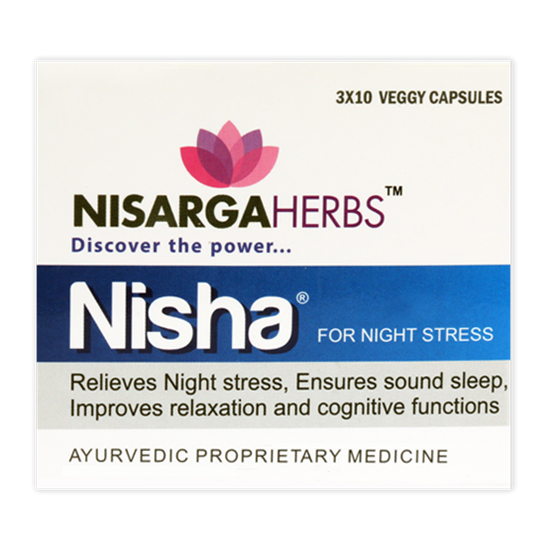 3X10 VEGGY CAPSULES
NISARGAHERBS™
Discover the power...
Nisha®
FOR NIGHT STRESS
Relieves Night stress, Ensures sound sleep,
Improves relaxation and cognitive functions
AYURVEDIC PROPRIETARY MEDICINE